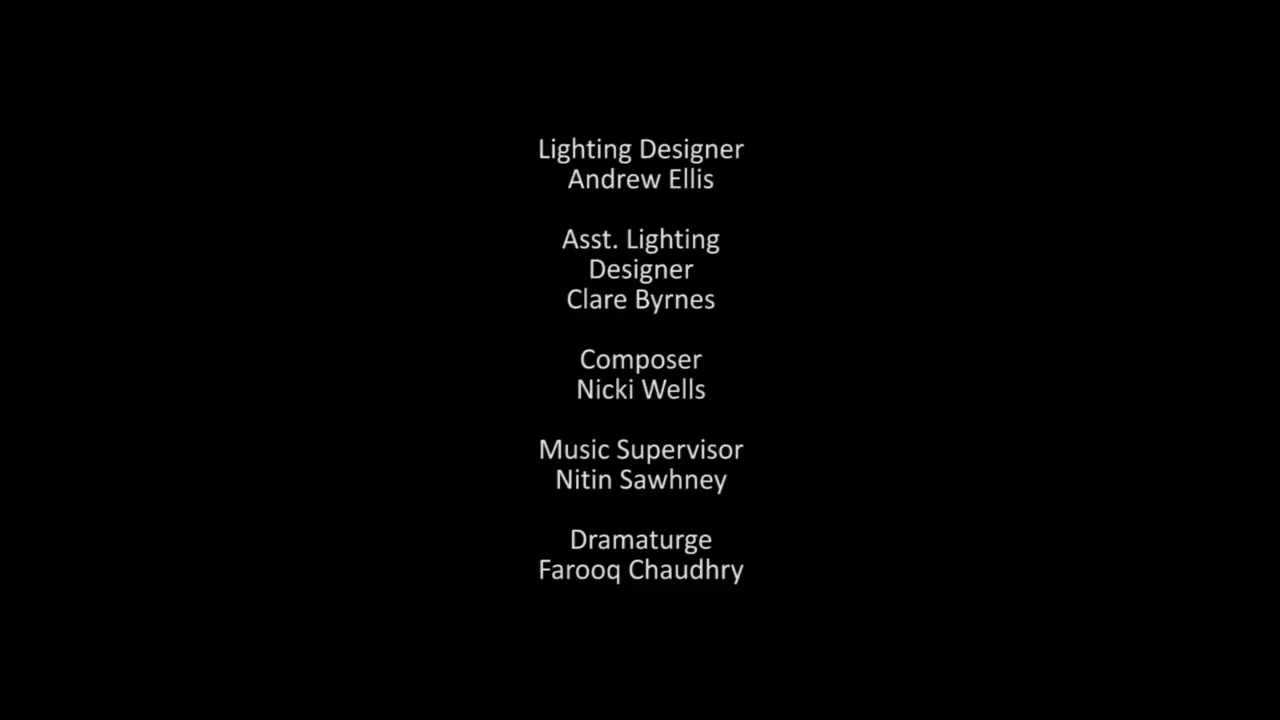 Lighting Designer
Andrew Ellis
Asst. Lighting
Designer
Clare Byrnes
Composer
Nicki Wells
Music Supervisor
Nitin Sawhney
Dramaturge
Farooq Chaudhry